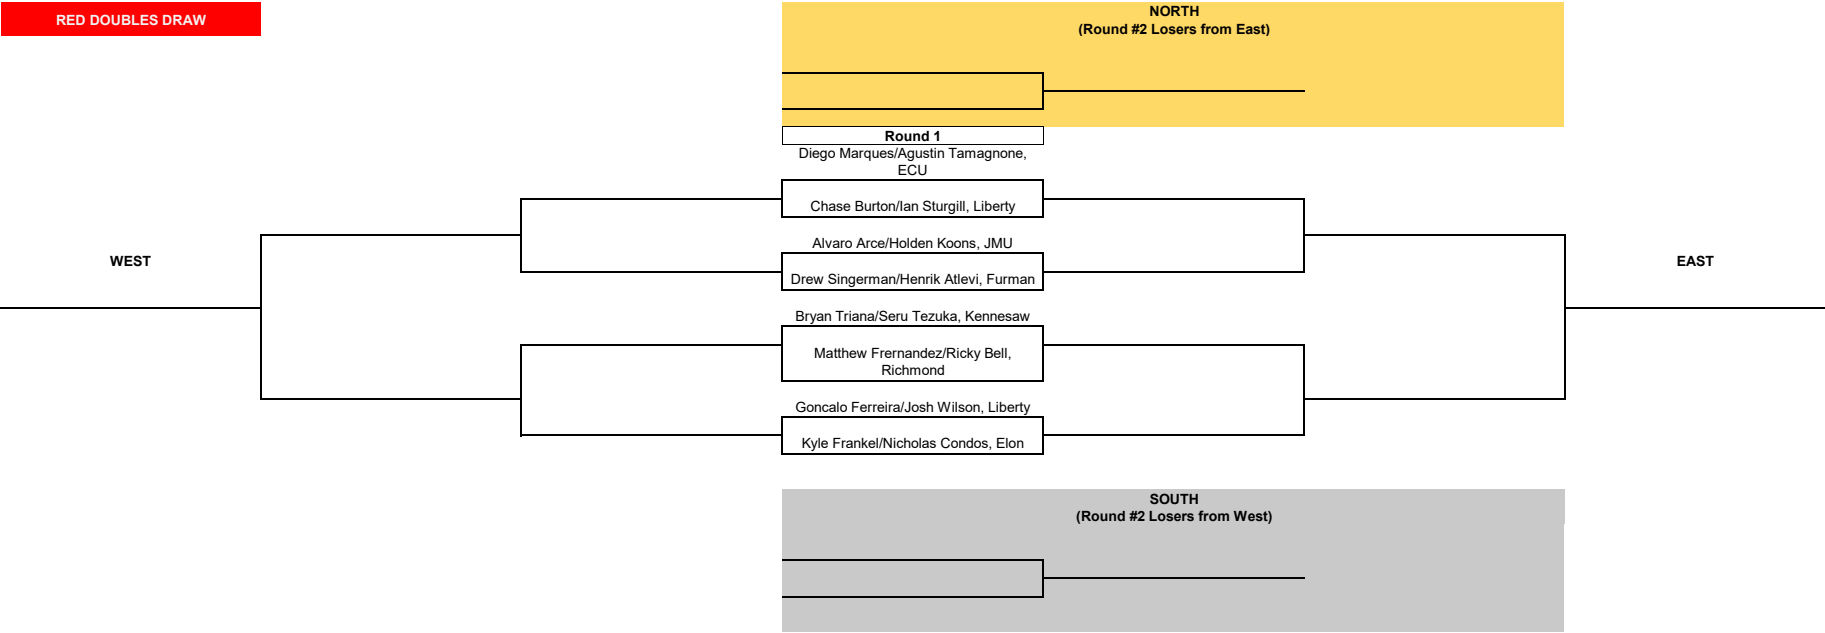 RED DOUBLES DRAW
NORTH
(Round #2 Losers from East)
Round 1
Diego Marques/Agustin Tamagnone,
ECU
Chase Burton/Ian Sturgill, Liberty
Alvaro Arce/Holden Koons, JMU
WEST
EAST
Drew Singerman/Henrik Atlevi, Furman
Bryan Triana/Seru Tezuka, Kennesaw
Matthew Frernandez/Ricky Bell,
Richmond
Goncalo Ferreira/Josh Wilson, Liberty
Kyle Frankel/Nicholas Condos, Elon
SOUTH
(Round #2 Losers from West)